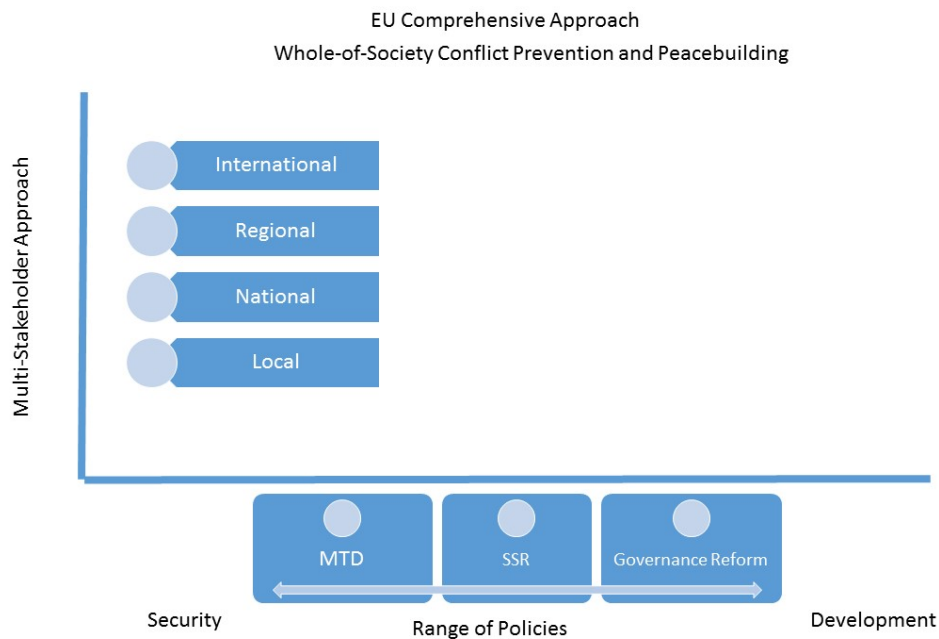 EU Comprehensive Approach
Whole-of-Society Conflict Prevention and Peacebuilding
Multi-Stakeholder Approach
International
Regional
National
Local
MTD
SSR
Governance Reform
Security
Range of Policies
Development